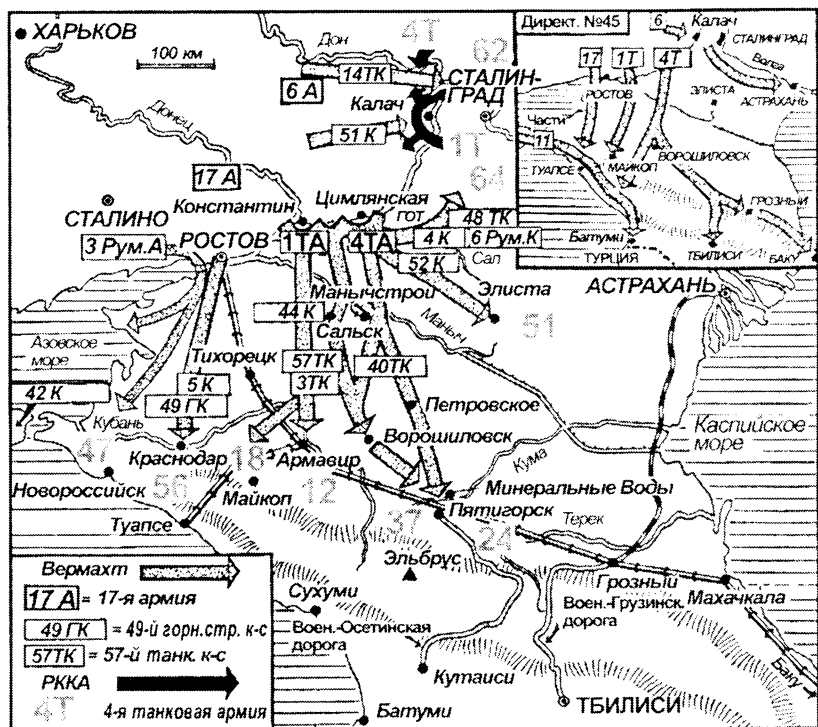 ХАРЬКОВ
100 км
Дон
4Т
62
6 А
14ТК
СТАЛИН-
ГРАД
Калач
51 К
1Т
64
Донец
17 А
Константин
Цимлянская
ГОТ
48 ТК
СТАЛИНО
3 Рум.А
РОСТОВ
1ТА
4ТА
4 К
6 Рум.К
52 К
Сал
Элиста
51
Манычстрой
Маныч
44 К
Сальск
Азовское
море
Тихорецк
57ТК
3ТК
40ТК
42 К
5 К
49 ГК
Кубань
Петровское
АСТРАХАНЬ
Каспийское
море
Краснодар
18
Армавир
Ворошиловск
Кума
47
Новороссийск
56
Майкоп
12
Минеральные Воды
Пятигорск
Туапсе
37
24
Терек
Эльбрус
Грозный
Махачкала
Сухуми
Воен.-Осетинская
дорога
Воен.-Грузинск.
дорога
Баку
Кутаиси
Батуми
ТБИЛИСИ
Директ. №45
6
Калач
СТАЛИНГРАД
Волга
17
1Т
4Т
РОСТОВ
ЭЛИСТА
АСТРАХАНЬ
Части
11
ТУАПСЕ
МАЙКОП
ВОРОШИЛОВСК
ГРОЗНЫЙ
Батуми
ТУРЦИЯ
ТБИЛИСИ
БАКУ
Вермахт
17 А = 17-я армия
49 ГК = 49-й горн.стр. к-с
57ТК = 57-й танк. к-с
РККА
4Т
4-я танковая армия